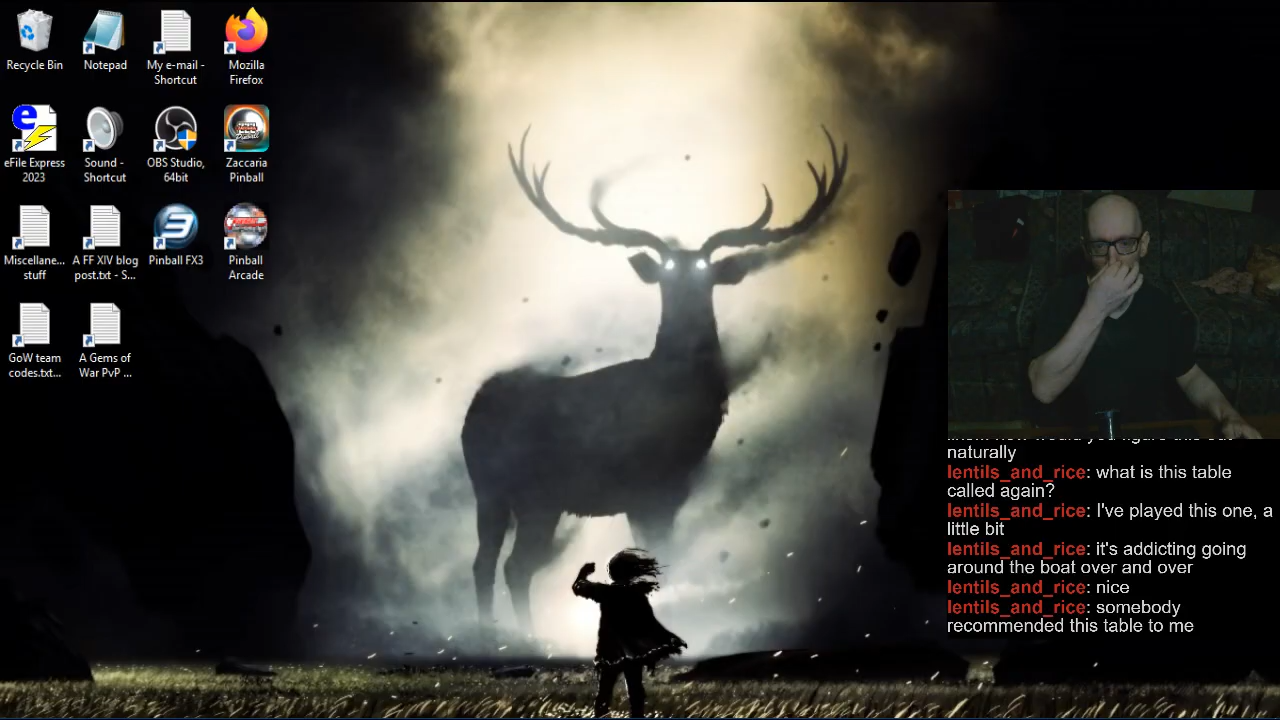 Recycle Bin
Notepad
My e-mail -
Shortcut
Mozilla
Firefox
eFile Express
2023
Sound -
Shortcut
OBS Studio,
64bit
Zaccaria
Pinball
Miscellane...
stuff
A FF XIV blog
post.txt - S...
Pinball FX3
Pinball
Arcade
GoW team
codes.txt...
A Gems of
War PvP ...
naturally
lentils_and_rice: what is this table
called again?
lentils_and_rice: I've played this one, a
little bit
lentils_and_rice: it's addicting going
around the boat over and over
lentils_and_rice: nice
lentils_and_rice: somebody
recommended this table to me